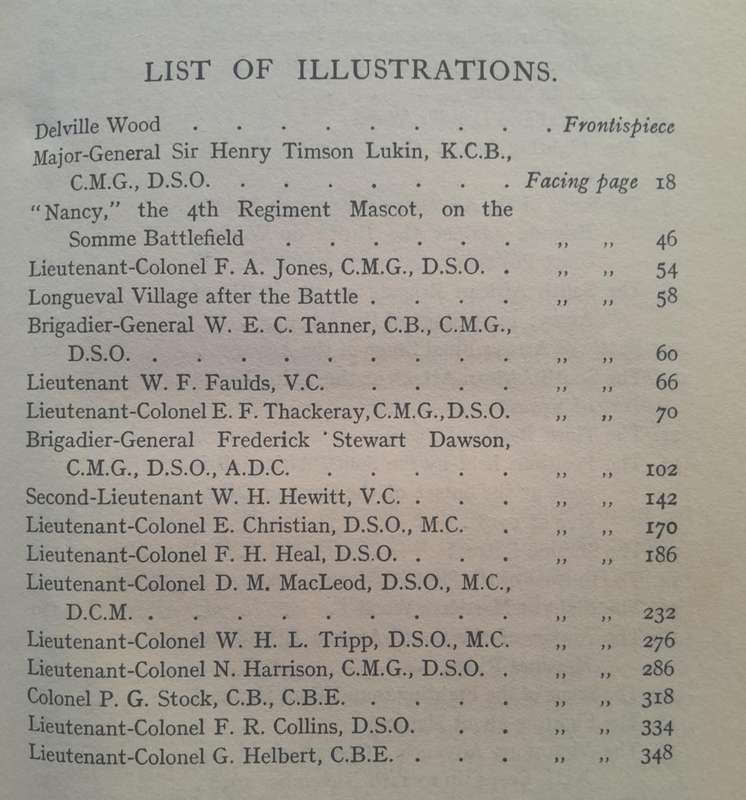 LIST OF ILLUSTRATIONS.
Delville Wood . . . . . . . . . Frontispiece
Major-General Sir Henry Timson Lukin, K.C.B.,
C.M.G., D.S.O. . . . . . . . Facing page 18
"Nancy," the 4th Regiment Mascot, on the
Somme Battlefield . . . . . . ,, ,, 46
Lieutenant-Colonel F. A. Jones, C.M.G., D.S.O. . ,, ,, 54
Longueval Village after the Battle . . . . ,, ,, 58
Brigadier-General W. E. C. Tanner, C.B., C.M.G.,
D.S.O. . . . . . . . . . ,, ,, 60
Lieutenant W. F. Faulds, V.C. . . . . ,, ,, 66
Lieutenant-Colonel E. F. Thackeray, C.M.G., D.S.O. ,, ,, 70
Brigadier-General Frederick Stewart Dawson,
C.M.G., D.S.O., A.D.C. . . . . . ,, ,, 102
Second-Lieutenant W. H. Hewitt, V.C. . . . ,, ,, 142
Lieutenant-Colonel E. Christian, D.S.O., M.C. . ,, ,, 170
Lieutenant-Colonel F. H. Heal, D.S.O. . . . ,, ,, 186
Lieutenant-Colonel D. M. MacLeod, D.S.O., M.C.,
D.C.M. . . . . . . . . . ,, ,, 232
Lieutenant-Colonel W. H. L. Tripp, D.S.O., M.C. ,, ,, 276
Lieutenant-Colonel N. Harrison, C.M.G., D.S.O. . ,, ,, 286
Colonel P. G. Stock, C.B., C.B.E. . . . . ,, ,, 318
Lieutenant-Colonel F. R. Collins, D.S.O. . . . ,, ,, 334
Lieutenant-Colonel G. Helbert, C.B.E. . . . ,, ,, 348